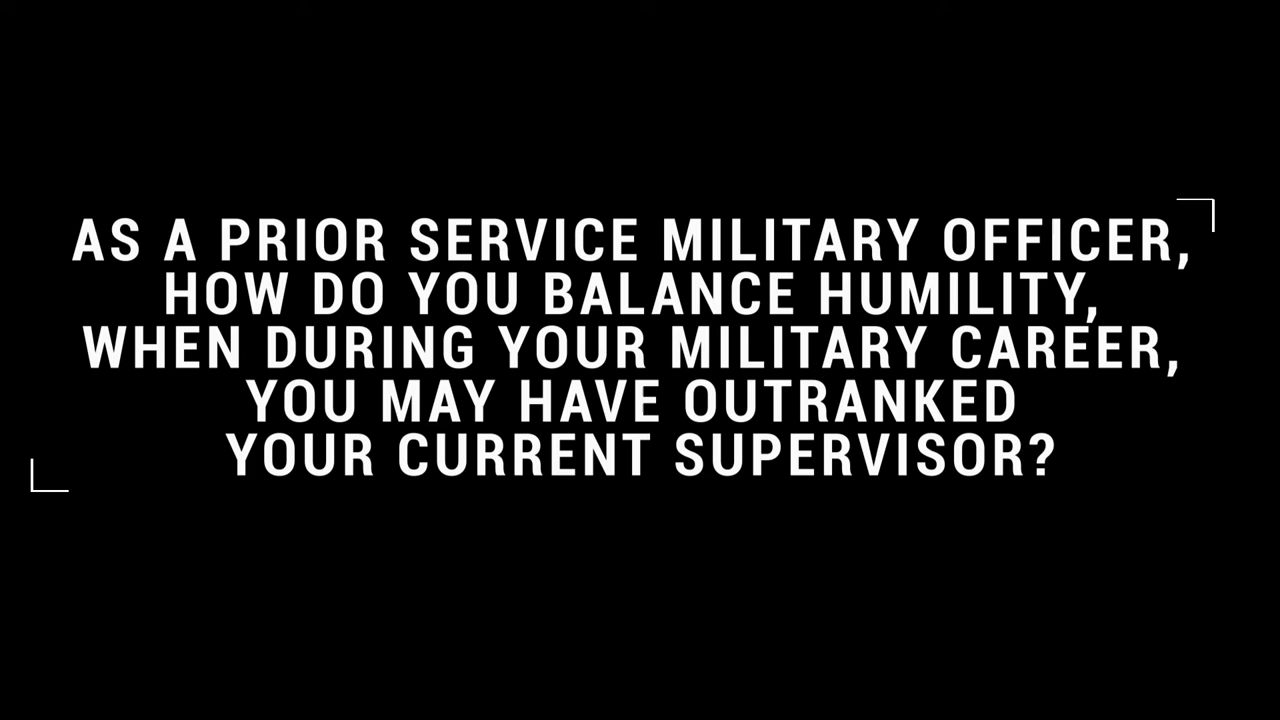 AS A PRIOR SERVICE MILITARY OFFICER,
HOW DO YOU BALANCE HUMILITY,
WHEN DURING YOUR MILITARY CAREER,
YOU MAY HAVE OUTRANKED
YOUR CURRENT SUPERVISOR?